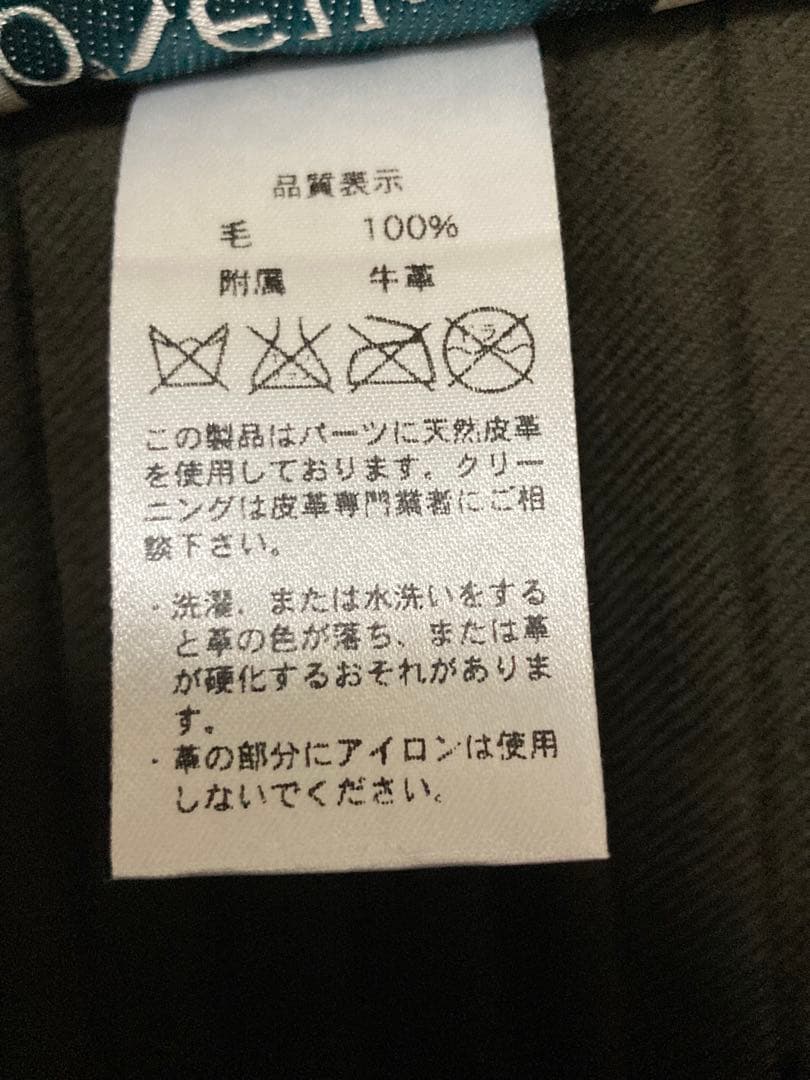 品質表示
毛 100%
附属 牛革
この製品はパーツに天然皮革
を使用しております。クリー
ニングは皮革専門業者にご相
談下さい。
・洗濯、または水洗いをする
と革の色が落ち、または革
が硬化するおそれがありま
す。
・革の部分にアイロンは使用
しないでください。